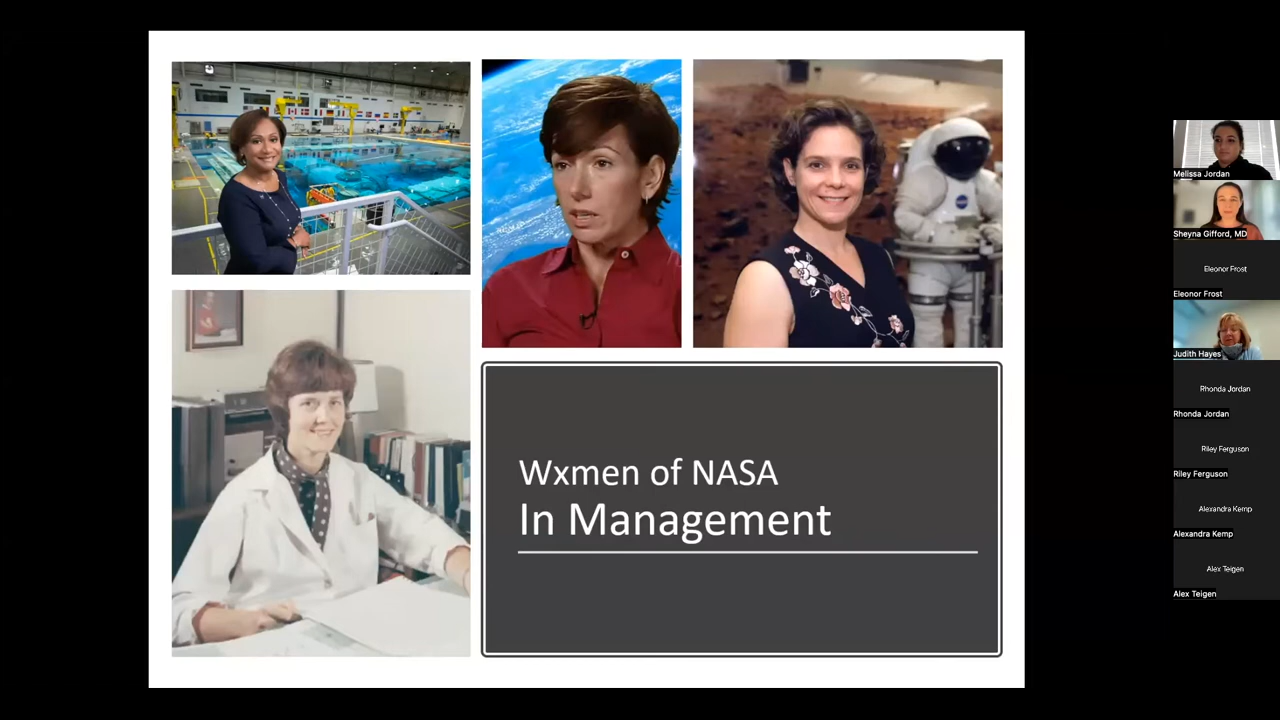 Wxmen of NASA
In Management
Melissa Jordan
Sheyna Gifford, MD
Eleonor Frost
Eleonor Frost
Judith Hayes
Rhonda Jordan
Rhonda Jordan
Riley Ferguson
Riley Ferguson
Alexandra Kemp
Alexandra Kemp
Alex Teigen
Alex Teigen